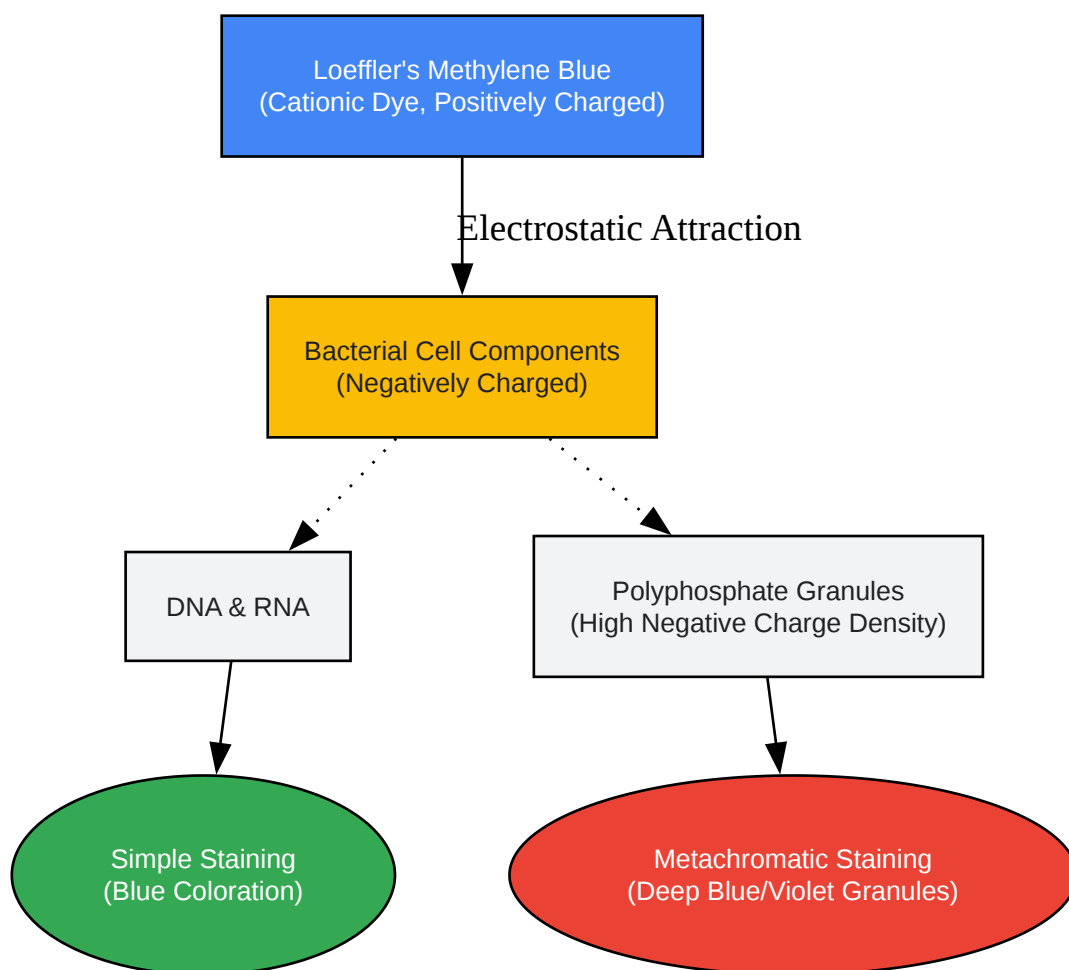 Loeffler's Methylene Blue
(Cationic Dye, Positively Charged)
Electrostatic Attraction
Bacterial Cell Components
(Negatively Charged)
DNA & RNA
Polyphosphate Granules
(High Negative Charge Density)
Simple Staining
(Blue Coloration)
Metachromatic Staining
(Deep Blue/Violet Granules)